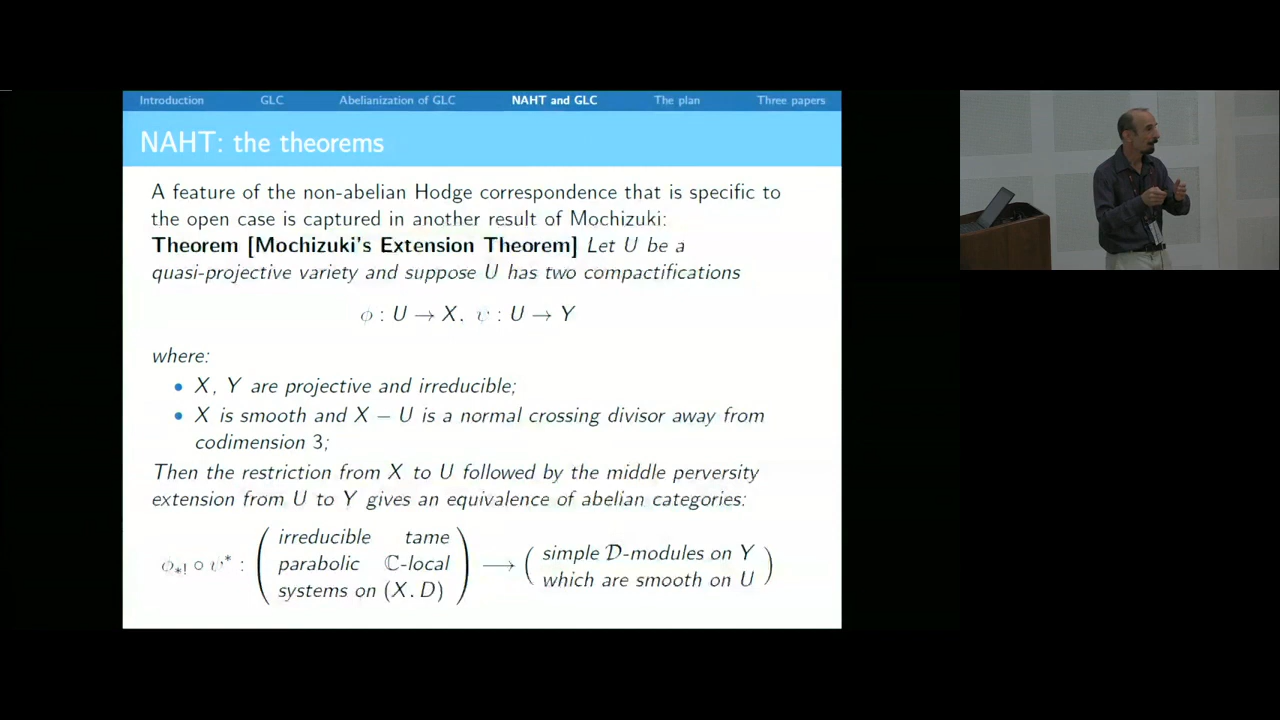 Introduction GLC Abelianization of GLC NAHT and GLC The plan Three papers
NAHT: the theorems
A feature of the non-abelian Hodge correspondence that is specific to
the open case is captured in another result of Mochizuki:
Theorem [Mochizuki's Extension Theorem] Let U be a
quasi-projective variety and suppose U has two compactifications
ϕ : U → X, ψ : U → Y
where:
• X, Y are projective and irreducible;
• X is smooth and X − U is a normal crossing divisor away from
codimension 3;
Then the restriction from X to U followed by the middle perversity
extension from U to Y gives an equivalence of abelian categories:
ϕ*! ∘ ψ* : ( irreducible tame parabolic ℂ-local systems on (X, D) ) ⟶ ( simple 𝒟-modules on Y which are smooth on U )